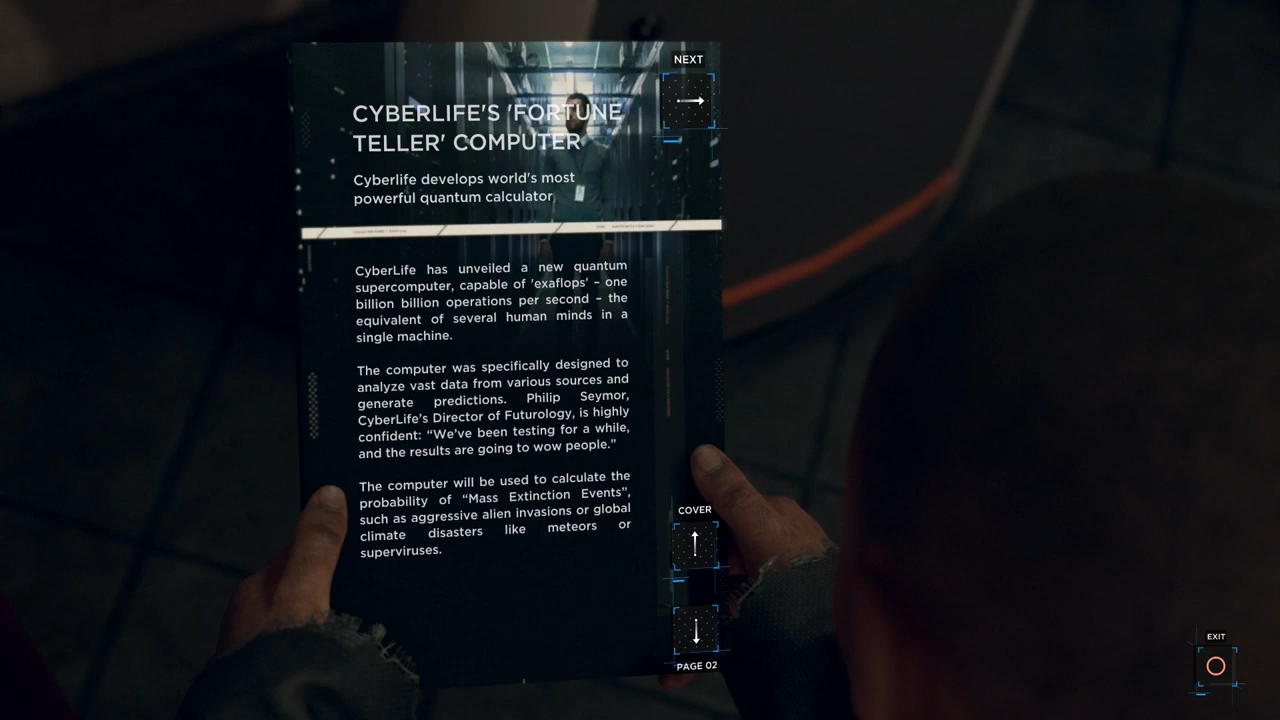 NEXT
CYBERLIFE'S 'FORTUNE
TELLER' COMPUTER
Cyberlife develops world's most
powerful quantum calculator
CyberLife has unveiled a new quantum
supercomputer, capable of 'exaflops' – one
billion billion operations per second – the
equivalent of several human minds in a
single machine.
The computer was specifically designed to
analyze vast data from various sources and
generate predictions. Philip Seymor,
CyberLife's Director of Futurology, is highly
confident: “We've been testing for a while,
and the results are going to wow people.”
The computer will be used to calculate the
probability of “Mass Extinction Events”,
such as aggressive alien invasions or global
climate disasters like meteors or
superviruses.
COVER
PAGE 02
EXIT